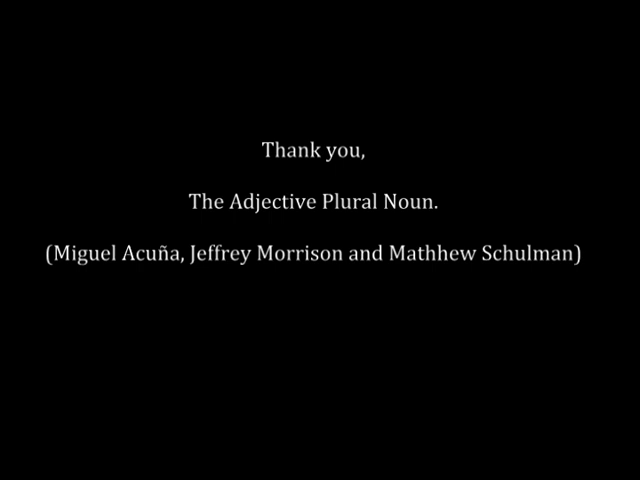 Thank you,
The Adjective Plural Noun.
(Miguel Acuña, Jeffrey Morrison and Mathhew Schulman)